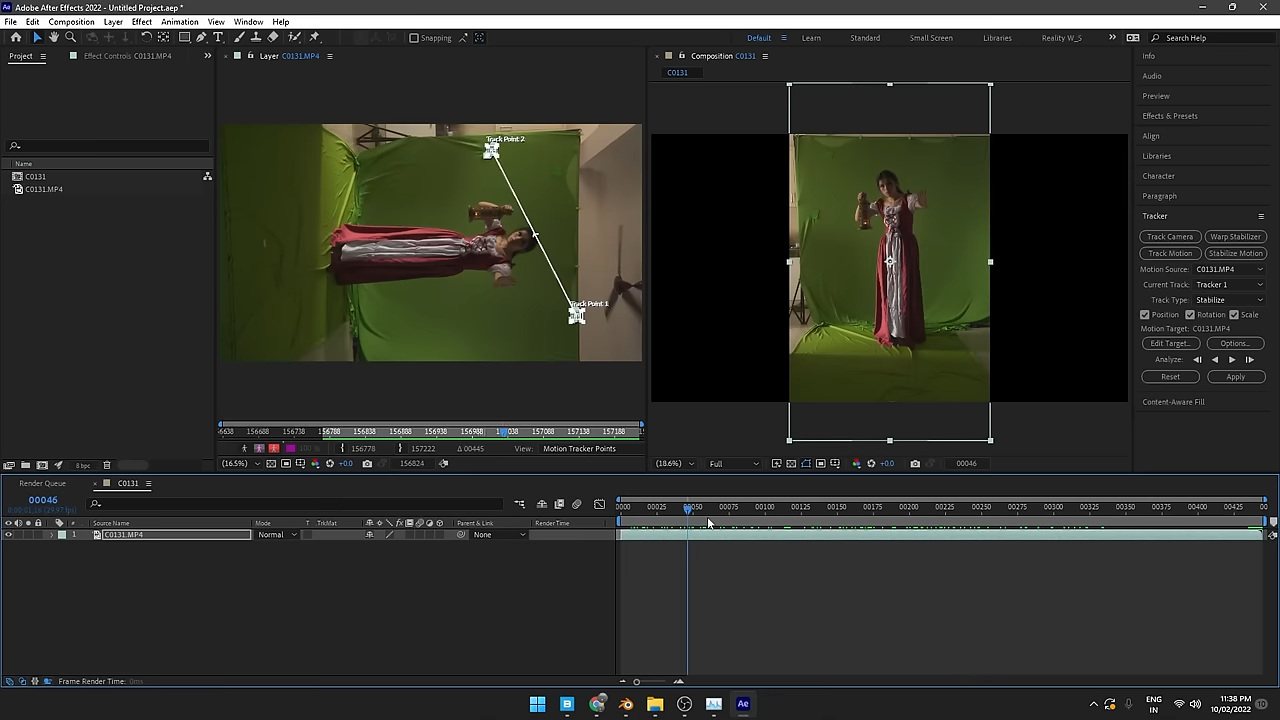 Ae Adobe After Effects 2022 - Untitled Project.aep *
File Edit Composition Layer Effect Animation View Window Help
Snapping
Default Learn Standard Small Screen Libraries Reality W_S Search Help
Project Effect Controls C0131.MP4
Layer C0131.MP4
Composition C0131
C0131
Info
Audio
Preview
Effects & Presets
Align
Libraries
Character
Paragraph
Tracker
Track Camera Warp Stabilizer
Track Motion Stabilize Motion
Motion Source: C0131.MP4
Current Track: Tracker 1
Track Type: Stabilize
Position Rotation Scale
Motion Target: C0131.MP4
Edit Target... Options...
Analyze:
Reset Apply
Content-Aware Fill
Name
C0131
C0131.MP4
Track Point 2
Track Point 1
156688 156738 156788 156838 156888 156938 156988 157088 157138 157188
100 % 156778 157222 Δ 00445 View: Motion Tracker Points
8 bpc
(16.5%) +0.0 156824
(18.6%) Full +0.0 00046
Render Queue C0131
00046
0;00;01;16 (29.97 fps)
# Source Name Mode T TrkMat Parent & Link Render Time
1 C0131.MP4 Normal None
0000 00025 00050 00075 00100 00125 00150 00175 00200 00225 00250 00275 00300 00325 00350 00375 00400 00425
Frame Render Time: 0ms
Ae
ENG
IN
11:38 PM
10/02/2022